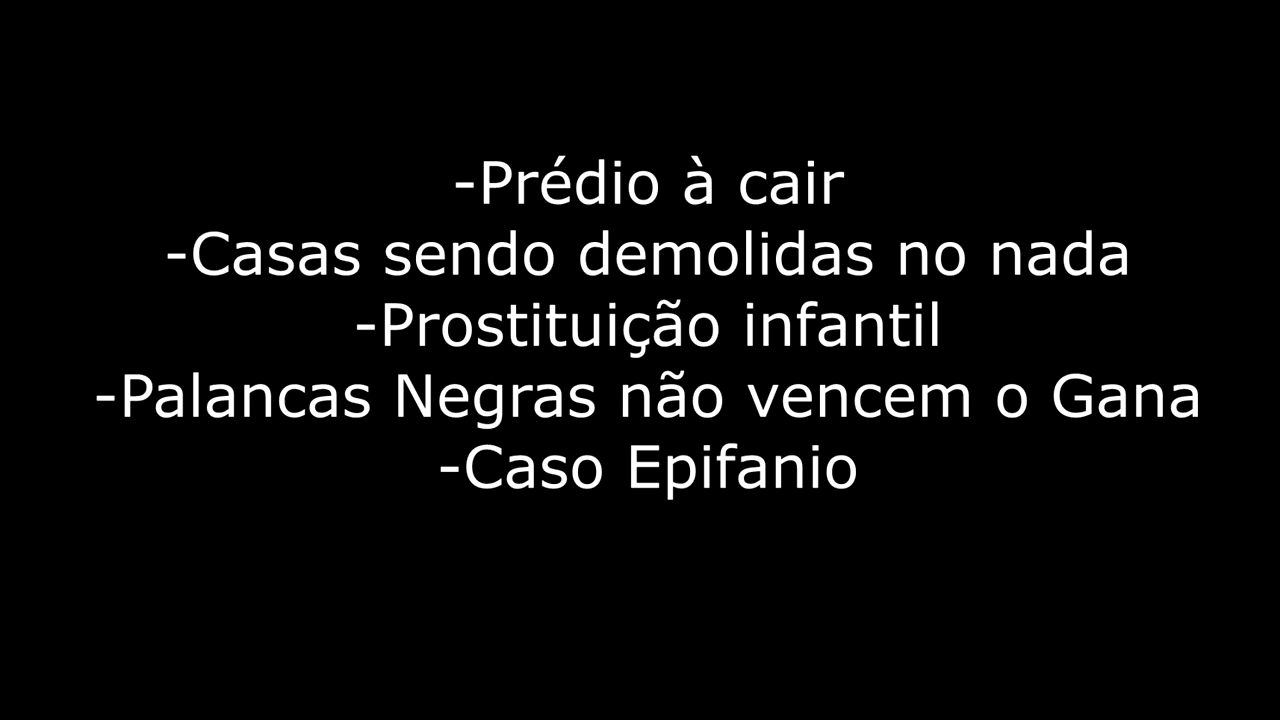 -Prédio à cair
-Casas sendo demolidas no nada
-Prostituição infantil
-Palancas Negras não vencem o Gana
-Caso Epifanio